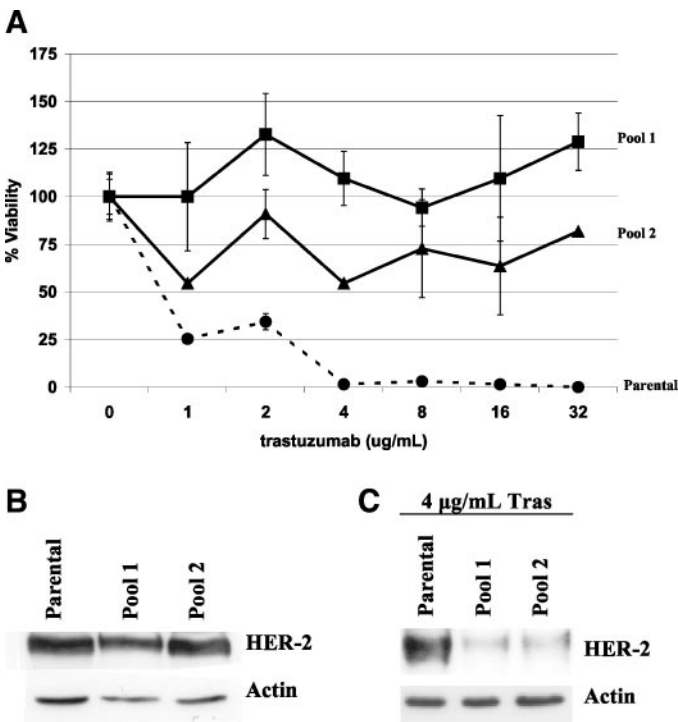 A
175
150
125
100
75
50
25
0
% Viability
Pool 1
Pool 2
Parental
0 1 2 4 8 16 32
trastuzumab (ug/mL)
B
Parental
Pool 1
Pool 2
HER-2
Actin
C
4 µg/mL Tras
Parental
Pool 1
Pool 2
HER-2
Actin